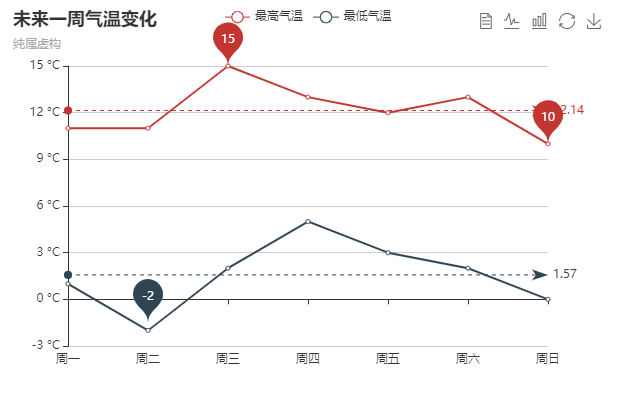 未来一周气温变化
纯属虚构
最高气温
最低气温
15 °C
12 °C
9 °C
6 °C
3 °C
0 °C
-3 °C
15
10
2.14
-2
1.57
周一
周二
周三
周四
周五
周六
周日